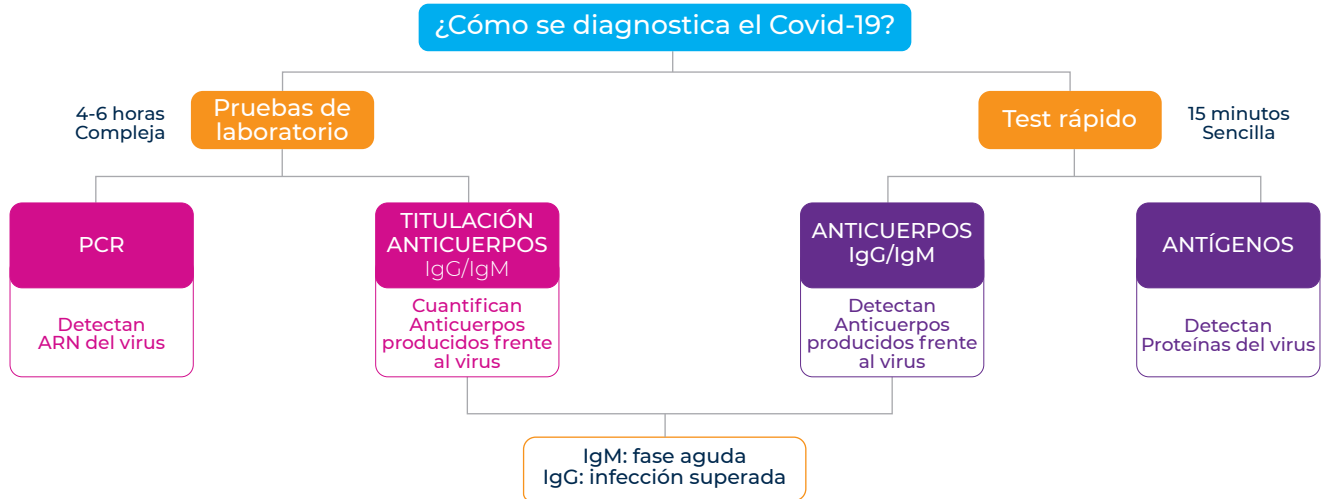 ¿Cómo se diagnostica el Covid-19?
4-6 horas
Compleja
Pruebas de
laboratorio
Test rápido
15 minutos
Sencilla
PCR
Detectan
ARN del virus
TITULACIÓN
ANTICUERPOS
IgG/IgM
Cuantifican
Anticuerpos
producidos frente
al virus
ANTICUERPOS
IgG/IgM
Detectan
Anticuerpos
producidos frente
al virus
ANTÍGENOS
Detectan
Proteínas del virus
IgM: fase aguda
IgG: infección superada